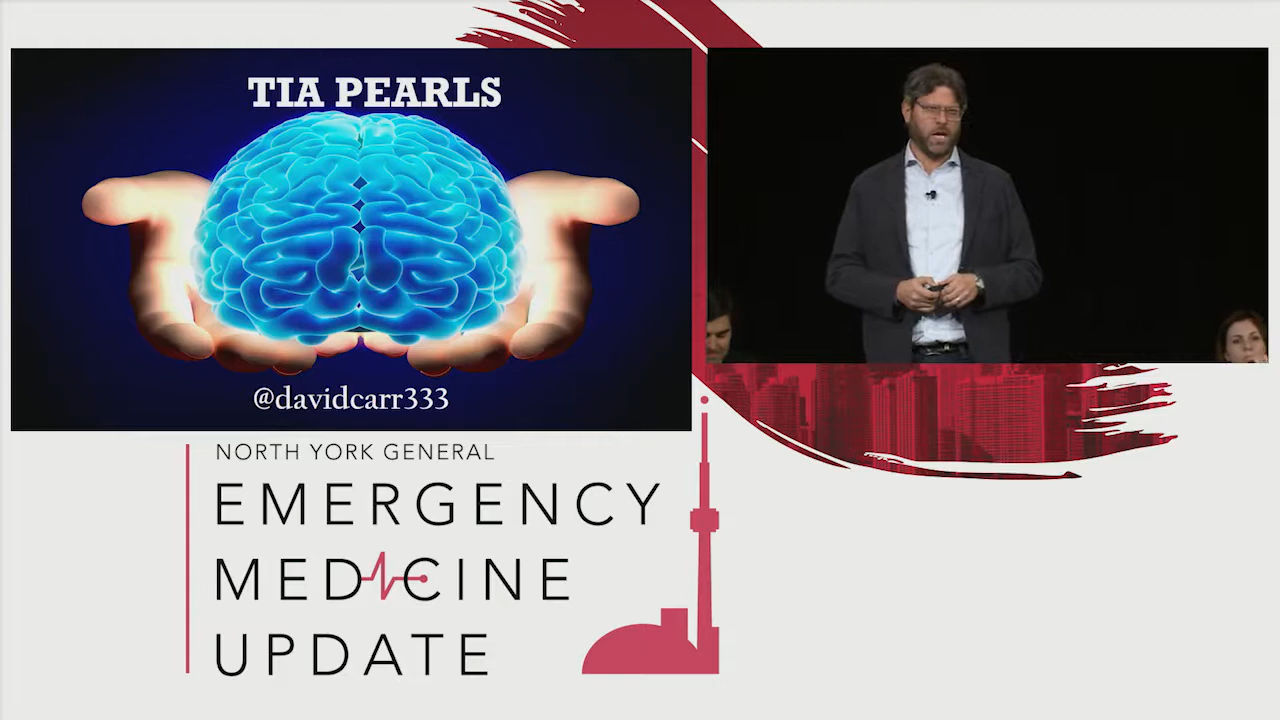 TIA PEARLS
@davidcarr333
NORTH YORK GENERAL
EMERGENCY
MEDICINE
UPDATE